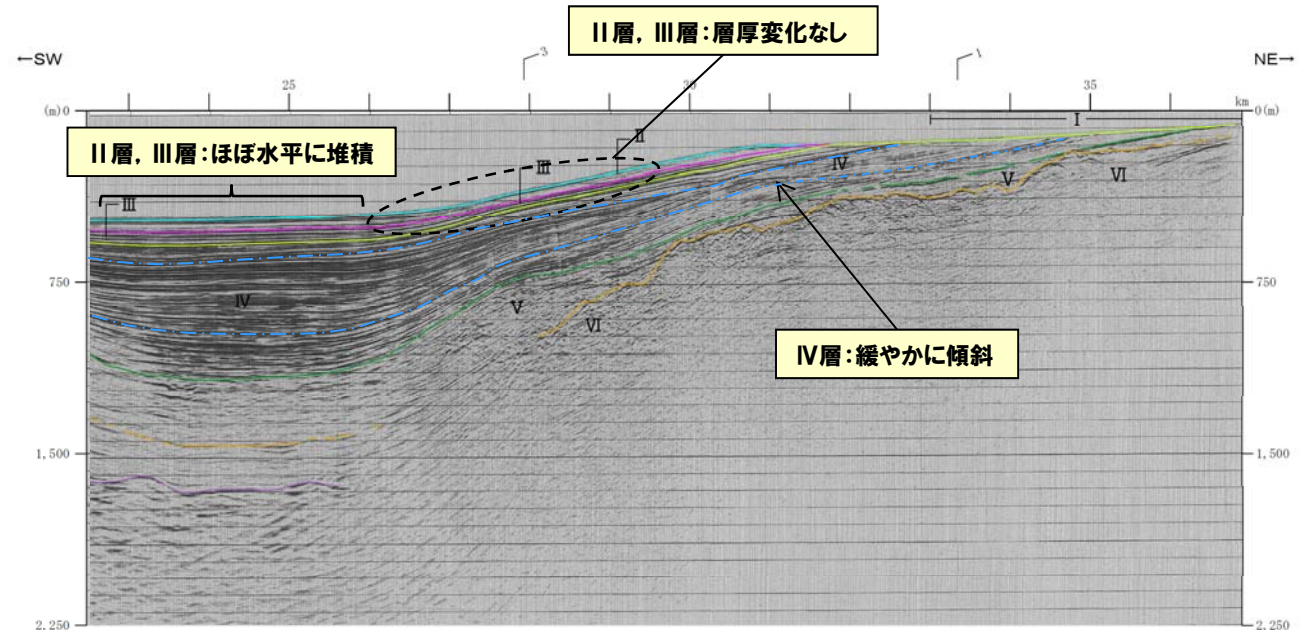 II層，III層：層厚変化なし
←SW
3
1
NE→
25
30
35
km
(m)0
0(m)
I
II層，III層：ほぼ水平に堆積
II
III
IV
III
V
VI
750
750
IV
V
VI
IV層：緩やかに傾斜
1,500
1,500
2,250
2,250